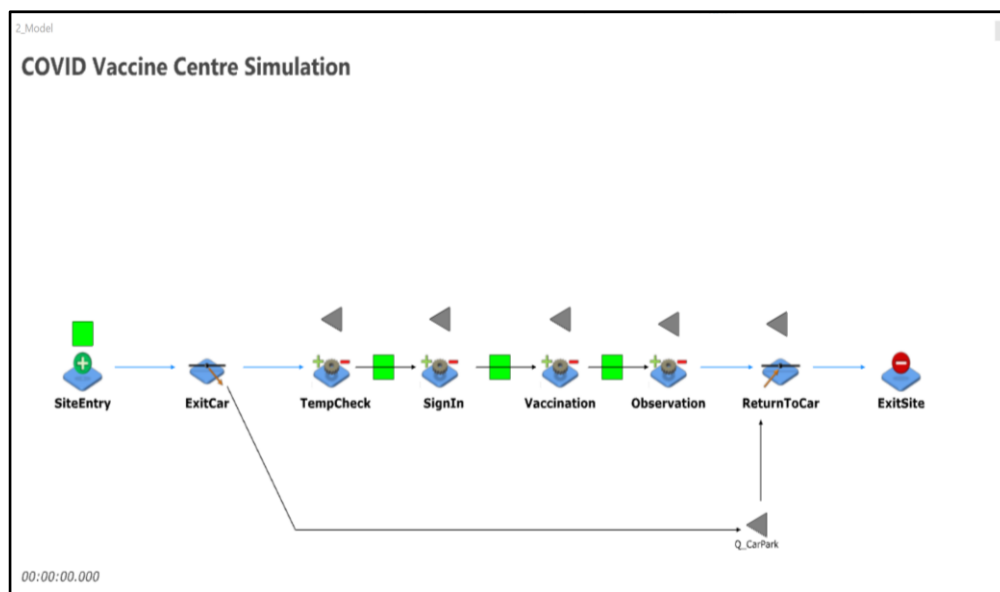 2_Model
COVID Vaccine Centre Simulation
SiteEntry
ExitCar
TempCheck
SignIn
Vaccination
Observation
ReturnToCar
ExitSite
Q_CarPark
00:00:00.000